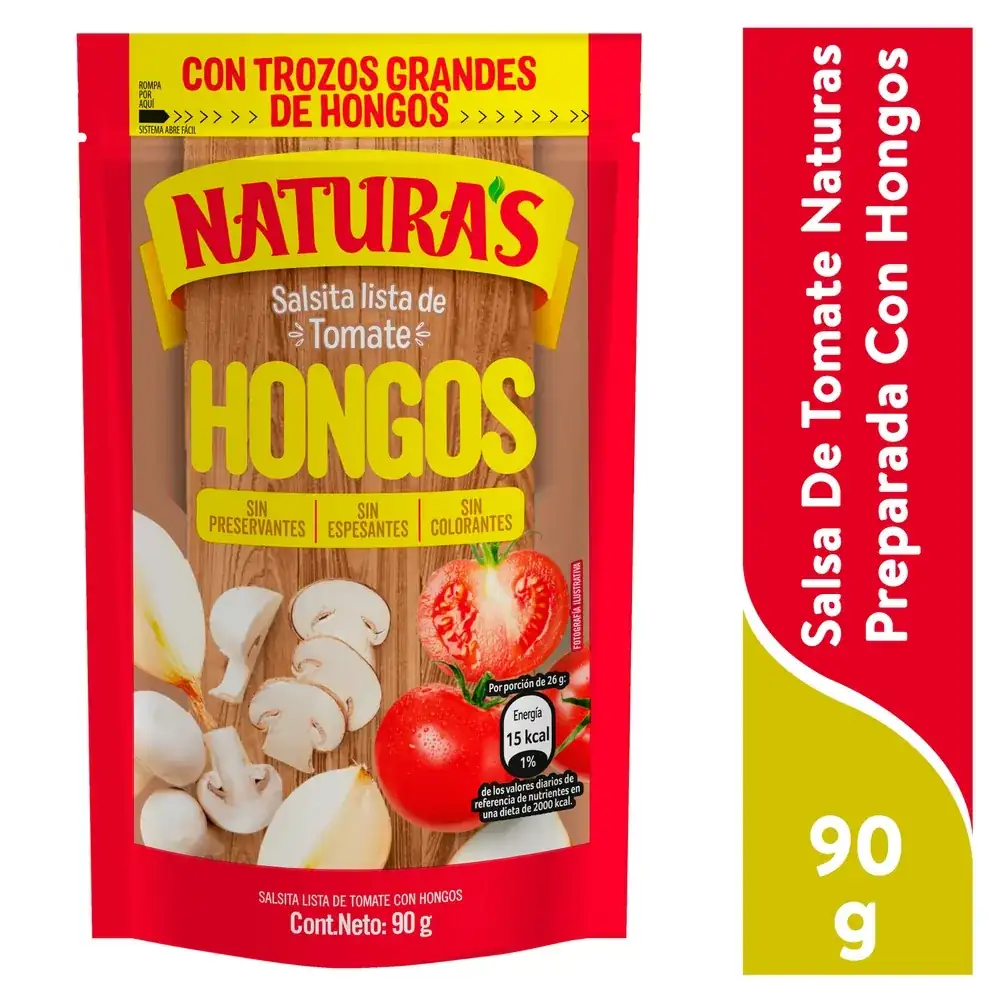 CON TROZOS GRANDES
DE HONGOS
ROMPA
POR
AQUÍ
SISTEMA ABRE FÁCIL
NATURA'S
Salsita lista de
Tomate
HONGOS
SIN
PRESERVANTES
SIN
ESPESANTES
SIN
COLORANTES
FOTOGRAFÍA ILUSTRATIVA
Por porción de 26 g:
Energía
15 kcal
1%
de los valores diarios de
referencia de nutrientes en
una dieta de 2000 kcal.
SALSITA LISTA DE TOMATE CON HONGOS
Cont.Neto: 90 g
Salsa De Tomate Naturas
Preparada Con Hongos
90
g